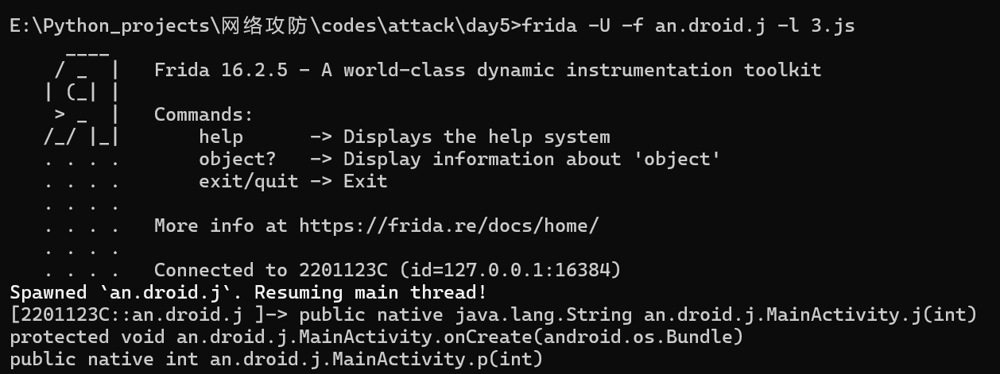 E:\Python_projects\网络攻防\codes\attack\day5>frida -U -f an.droid.j -l 3.js
     ____
    / _  |   Frida 16.2.5 - A world-class dynamic instrumentation toolkit
   | (_| |
    > _  |   Commands:
   /_/ |_|       help      -> Displays the help system
   . . . .       object?   -> Display information about 'object'
   . . . .       exit/quit -> Exit
   . . . .
   . . . .   More info at https://frida.re/docs/home/
   . . . .
   . . . .   Connected to 2201123C (id=127.0.0.1:16384)
Spawned `an.droid.j`. Resuming main thread!
[2201123C::an.droid.j ]-> public native java.lang.String an.droid.j.MainActivity.j(int)
protected void an.droid.j.MainActivity.onCreate(android.os.Bundle)
public native int an.droid.j.MainActivity.p(int)